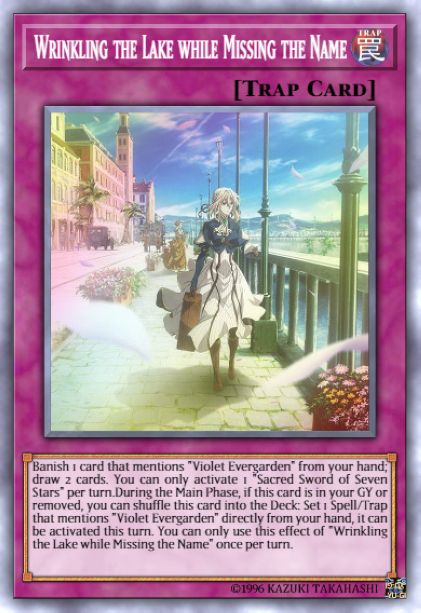 Wrinkling the Lake while Missing the Name
TRAP
罠
[Trap Card]
Banish 1 card that mentions "Violet Evergarden" from your hand;
draw 2 cards. You can only activate 1 "Sacred Sword of Seven
Stars" per turn.During the Main Phase, if this card is in your GY or
removed, you can shuffle this card into the Deck: Set 1 Spell/Trap
that mentions "Violet Evergarden" directly from your hand, it can
be activated this turn. You can only use this effect of "Wrinkling
the Lake while Missing the Name" once per turn.
©1996 KAZUKI TAKAHASHI